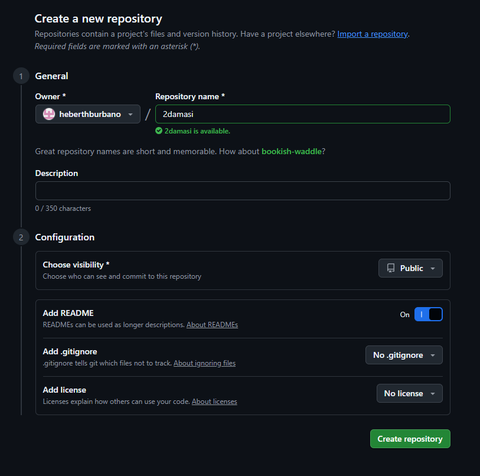 Create a new repository
Repositories contain a project's files and version history. Have a project elsewhere? Import a repository.
Required fields are marked with an asterisk (*).
1 General
Owner *
Repository name *
heberthburbano
/
2damasi
2damasi is available.
Great repository names are short and memorable. How about bookish-waddle?
Description
0 / 350 characters
2 Configuration
Choose visibility *
Choose who can see and commit to this repository
Public
Add README
READMEs can be used as longer descriptions. About READMEs
On
Add .gitignore
.gitignore tells git which files not to track. About ignoring files
No .gitignore
Add license
Licenses explain how others can use your code. About licenses
No license
Create repository